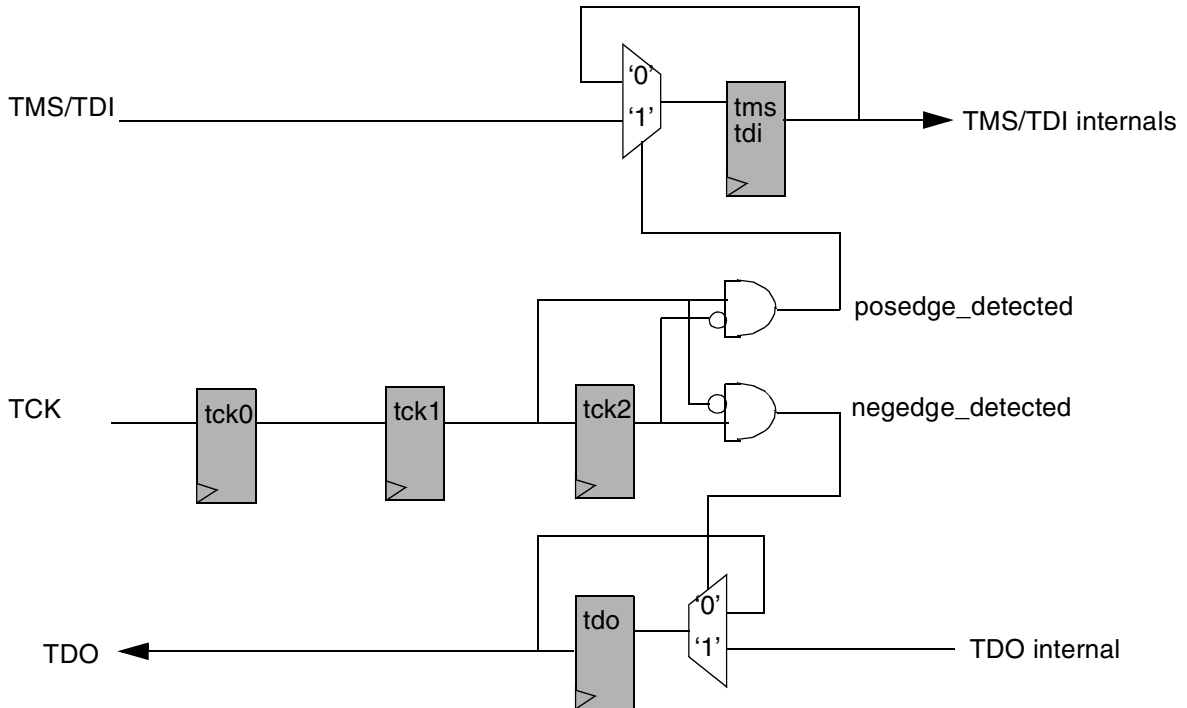 ‘0’
TMS/TDI
‘1’
tms
tdi
TMS/TDI internals
posedge_detected
TCK
tck0
tck1
tck2
negedge_detected
‘0’
tdo
‘1’
TDO
TDO internal